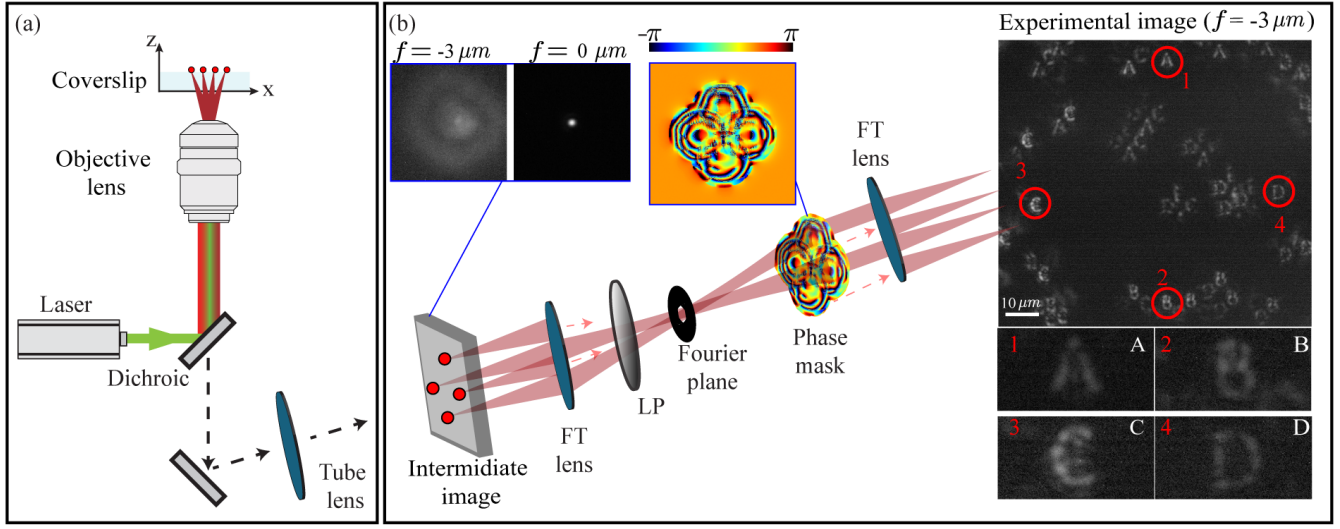 (a)
z
Coverslip
x
Objective
lens
Laser
Dichroic
Tube
lens
(b)
f = -3 μm
f = 0 μm
-π
π
FT
lens
Phase
mask
Fourier
plane
LP
FT
lens
Intermidiate
image
Experimental image (f = -3 μm)
1
3
4
2
10 μm
1
A
2
B
3
C
4
D